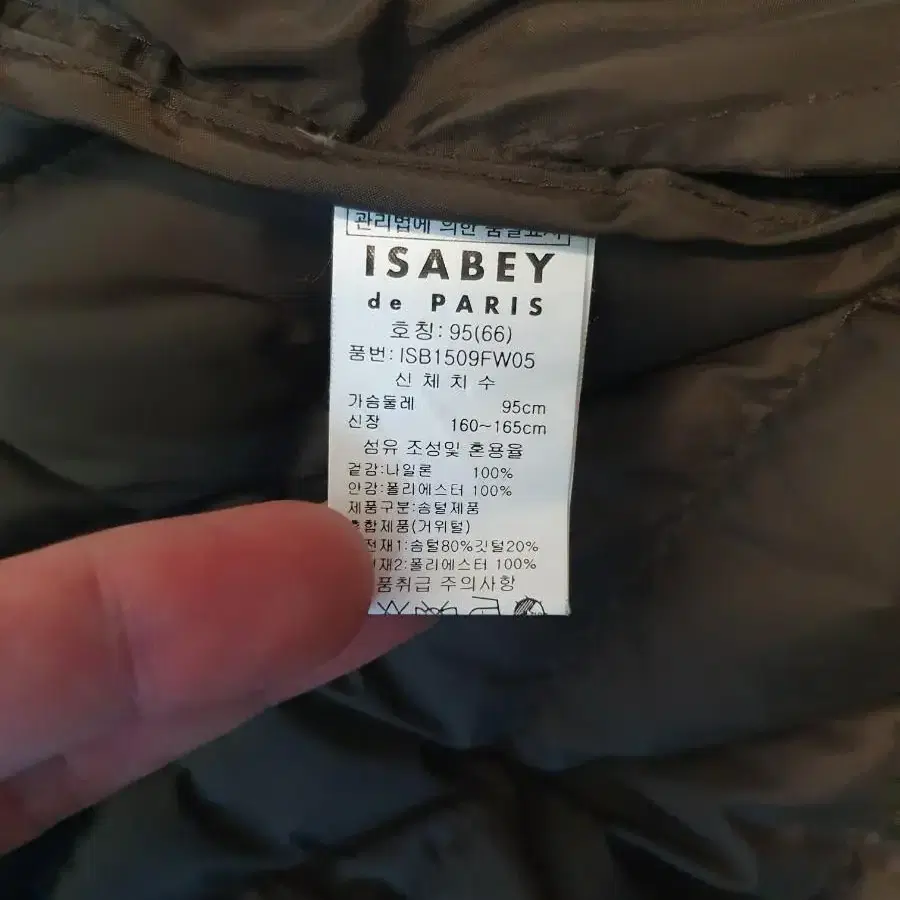 관리법에 의한 품질표시
ISABEY
de PARIS
호칭: 95(66)
품번: ISB1509FW05
신 체 치 수
가슴둘레 95cm
신장 160~165cm
섬유 조성및 혼용율
겉감:나일론 100%
안감:폴리에스터 100%
제품구분:솜털제품
합제품(거위털)
전재1:솜털80%깃털20%
재2:폴리에스터 100%
품취급 주의사항